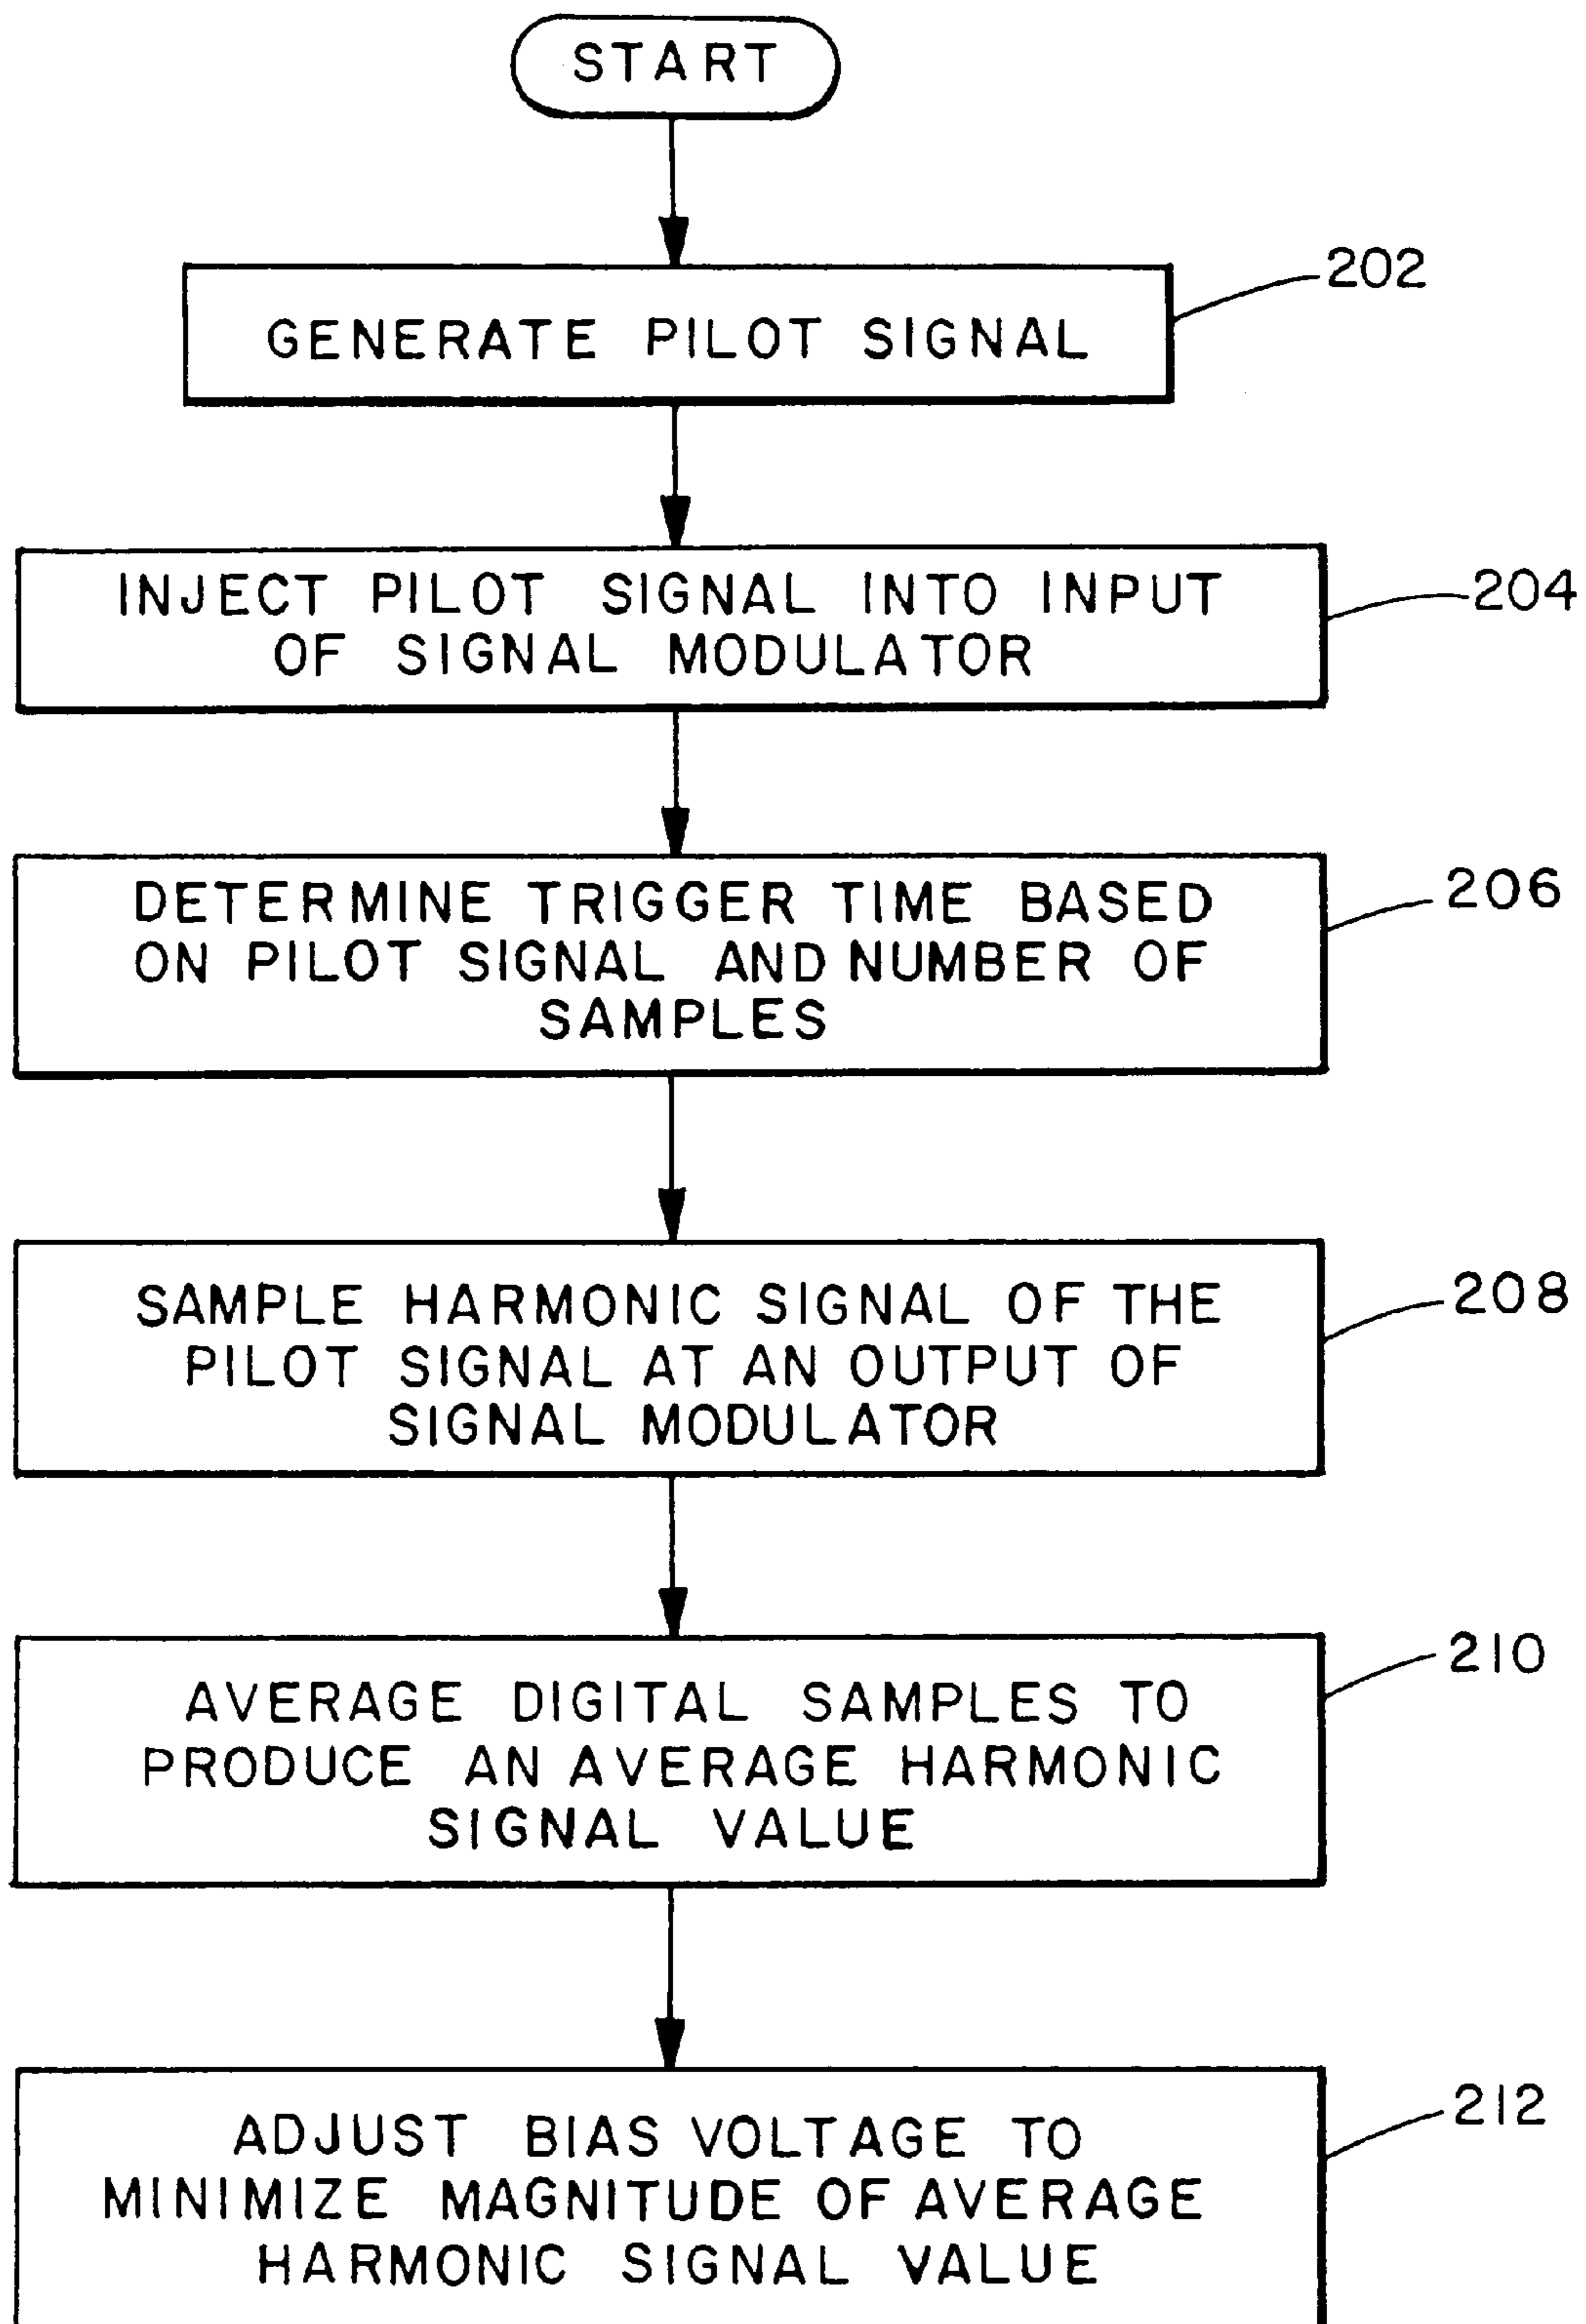 START
202
GENERATE PILOT SIGNAL
204
INJECT PILOT SIGNAL INTO INPUT
OF SIGNAL MODULATOR
206
DETERMINE TRIGGER TIME BASED
ON PILOT SIGNAL AND NUMBER OF
SAMPLES
208
SAMPLE HARMONIC SIGNAL OF THE
PILOT SIGNAL AT AN OUTPUT OF
SIGNAL MODULATOR
210
AVERAGE DIGITAL SAMPLES TO
PRODUCE AN AVERAGE HARMONIC
SIGNAL VALUE
212
ADJUST BIAS VOLTAGE TO
MINIMIZE MAGNITUDE OF AVERAGE
HARMONIC SIGNAL VALUE